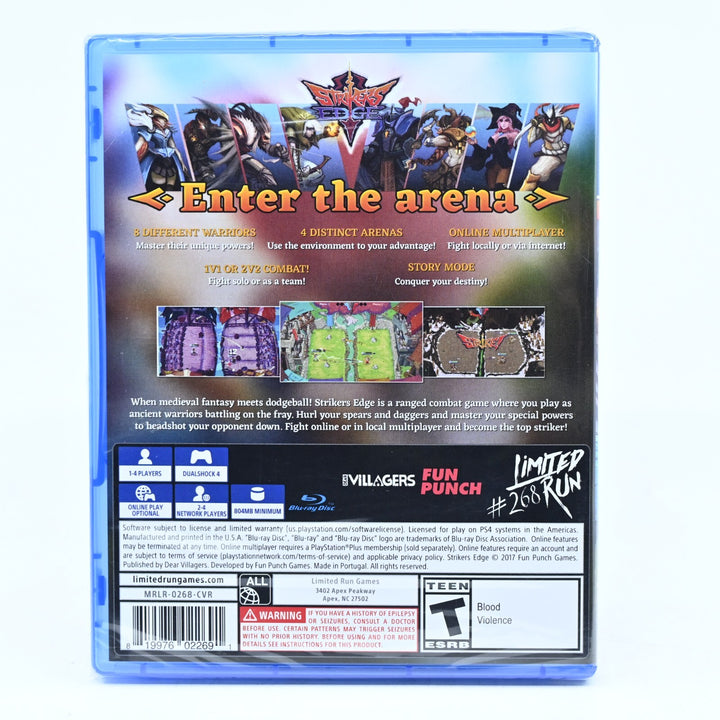 STRIKERS
EDGE
Enter the arena
8 DIFFERENT WARRIORS
Master their unique powers!
4 DISTINCT ARENAS
Use the environment to your advantage!
ONLINE MULTIPLAYER
Fight locally or via internet!
1V1 OR 2V2 COMBAT!
Fight solo or as a team!
STORY MODE
Conquer your destiny!
When medieval fantasy meets dodgeball! Strikers Edge is a ranged combat game where you play as
ancient warriors battling on the fray. Hurl your spears and daggers and master your special powers
to headshot your opponent down. Fight online or in local multiplayer and become the top striker!
1-4 PLAYERS
DUALSHOCK 4
ONLINE PLAY
OPTIONAL
2-4
NETWORK PLAYERS
804MB MINIMUM
Blu-ray Disc
DEAR VILLAGERS
FUN
PUNCH
LIMITED
RUN
#268
Software subject to license and limited warranty (us.playstation.com/softwarelicense). Licensed for play on PS4 systems in the Americas.
Manufactured and printed in the U.S.A. "Blu-ray Disc", "Blu-ray" and "Blu-ray Disc" logo are trademarks of Blu-ray Disc Association. Online features
may be terminated at any time. Online multiplayer requires a PlayStation®Plus membership (sold separately). Online features require an account and
are subject to terms of service (playstationnetwork.com/terms-of-service) and applicable privacy policy. Strikers Edge © 2017 Fun Punch Games.
Published by Dear Villagers. Developed by Fun Punch Games. Made in Portugal. All rights reserved.
limitedrungames.com
MRLR-0268-CVR
8 19976 02269 1
ALL
Limited Run Games
3402 Apex Peakway
Apex, NC 27502
WARNING
IF YOU HAVE A HISTORY OF EPILEPSY
OR SEIZURES, CONSULT A DOCTOR
BEFORE USE. CERTAIN PATTERNS MAY TRIGGER SEIZURES
WITH NO PRIOR HISTORY. BEFORE USING AND FOR MORE
DETAILS SEE INSTRUCTIONS FOR THIS PRODUCT.
TEEN
T
ESRB
Blood
Violence